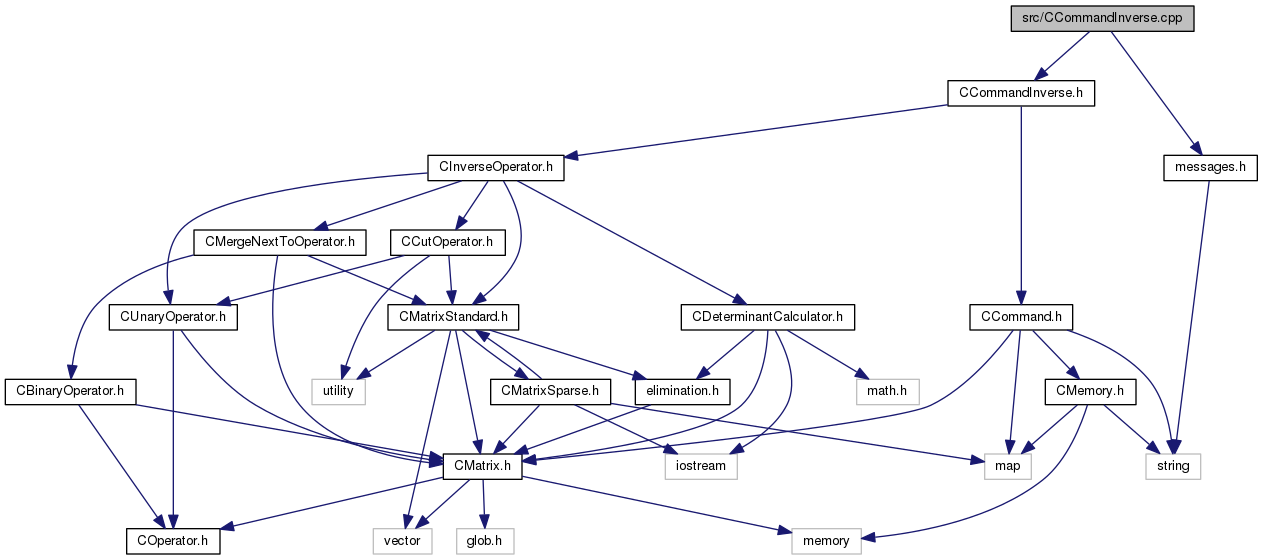 src/CCommandInverse.cpp
CCommandInverse.h
CInverseOperator.h
messages.h
CMergeNextToOperator.h
CCutOperator.h
CUnaryOperator.h
CMatrixStandard.h
CDeterminantCalculator.h
CCommand.h
CBinaryOperator.h
utility
CMatrixSparse.h
elimination.h
math.h
CMemory.h
CMatrix.h
iostream
map
string
COperator.h
vector
glob.h
memory